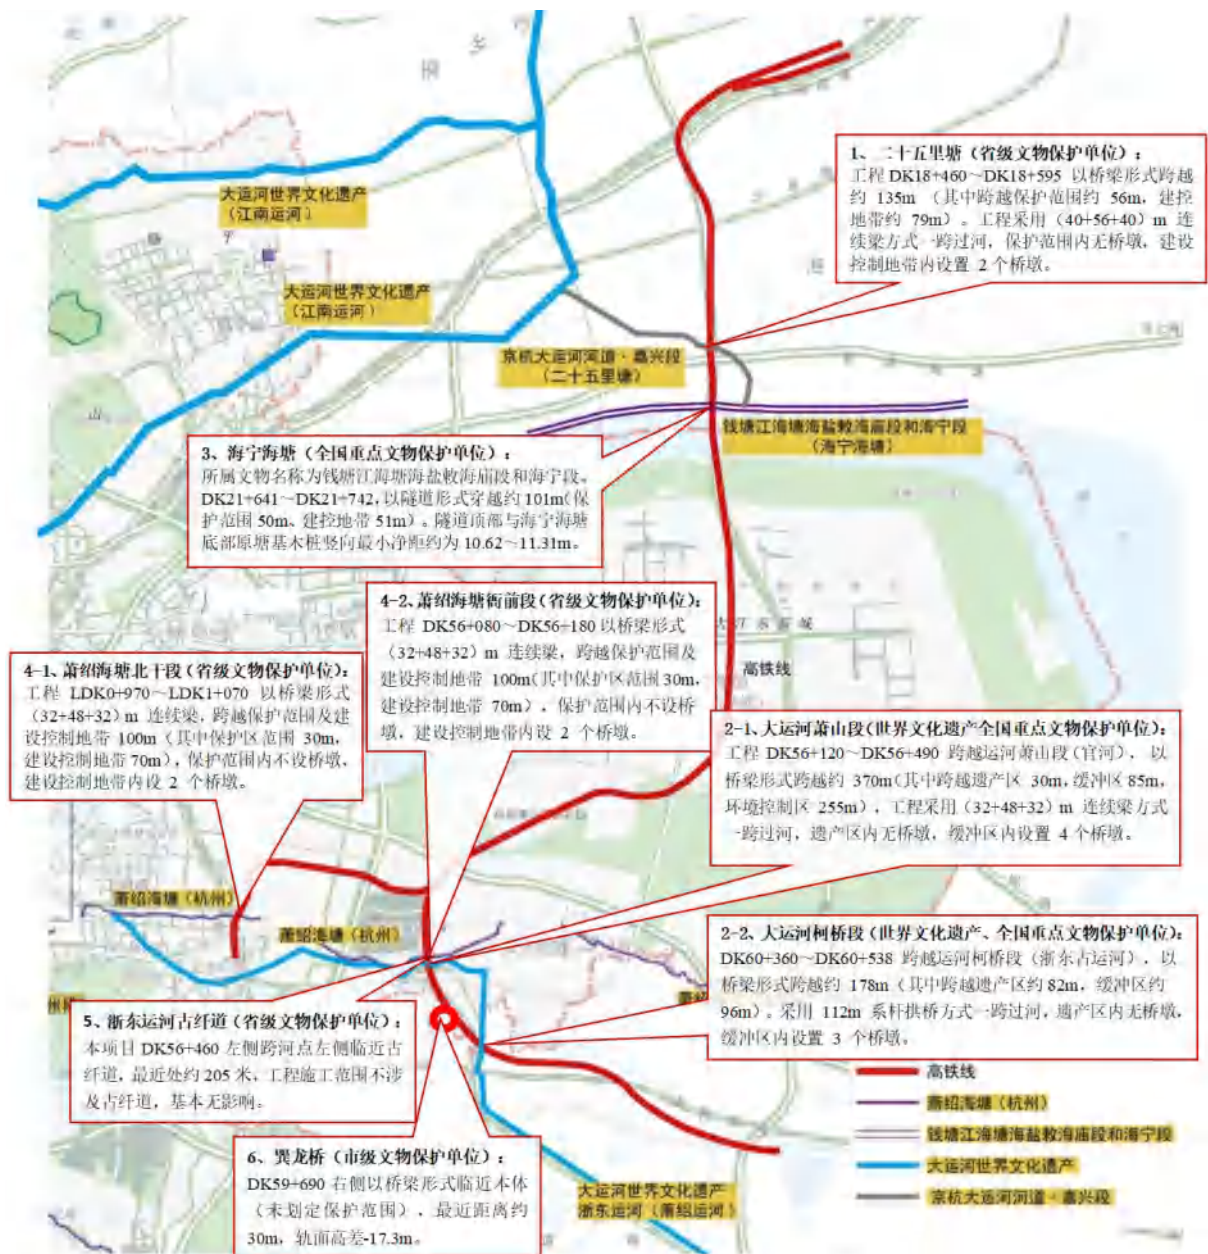 桐
乡
大运河世界文化遗产
（江南运河）
大运河世界文化遗产
（江南运河）
山
1、二十五里塘（省级文物保护单位）：
工程 DK18+460～DK18+595 以桥梁形式跨越
约 135m （其中跨越保护范围约 56m，建控
地带约 79m）。工程采用（40+56+40）m 连
续梁方式一跨过河，保护范围内无桥墩，建设
控制地带内设置 2 个桥墩。
京杭大运河河道·嘉兴段
（二十五里塘）
钱塘江海塘海盐敕海庙段和海宁段
（海宁海塘）
3、海宁海塘（全国重点文物保护单位）：
所属文物名称为钱塘江海塘海盐敕海庙段和海宁段。
DK21+641～DK21+742，以隧道形式穿越约 101m（保
护范围 50m、建控地带 51m）。隧道顶部与海宁海塘
底部原塘基木桩竖向最小净距约为 10.62～11.31m。
4-2、萧绍海塘衙前段（省级文物保护单位）：
工程 DK56+080～DK56+180 以桥梁形式
（32+48+32）m 连续梁，跨越保护范围及
建设控制地带 100m（其中保护区范围 30m，
建设控制地带 70m），保护范围内不设桥
墩，建设控制地带内设 2 个桥墩。
大江东新城
高铁线
4-1、萧绍海塘北干段（省级文物保护单位）：
工程 LDK0+970～LDK1+070 以桥梁形式
（32+48+32）m 连续梁，跨越保护范围及建
设控制地带 100m（其中保护区范围 30m，
建设控制地带 70m），保护范围内不设桥墩，
建设控制地带内设 2 个桥墩。
2-1、大运河萧山段（世界文化遗产全国重点文物保护单位）：
工程 DK56+120～DK56+490 跨越运河萧山段（官河），以
桥梁形式跨越约 370m（其中跨越遗产区 30m，缓冲区 85m，
环境控制区 255m），工程采用（32+48+32）m 连续梁方式
一跨过河，遗产区内无桥墩，缓冲区内设置 4 个桥墩。
萧绍海塘（杭州）
萧绍海塘（杭州）
2-2、大运河柯桥段（世界文化遗产、全国重点文物保护单位）：
DK60+360～DK60+538 跨越运河柯桥段（浙东古运河），以
桥梁形式跨越约 178m（其中跨越遗产区约 82m，缓冲区约
96m）。采用 112m 系杆拱桥方式一跨过河，遗产区内无桥墩，
缓冲区内设置 3 个桥墩。
5、浙东运河古纤道（省级文物保护单位）：
本项目 DK56+460 左侧跨河点左侧临近古
纤道，最近处约 205 米，工程施工范围不涉
及古纤道，基本无影响。
6、巽龙桥（市级文物保护单位）：
DK59+690 右侧以桥梁形式临近本体
（未划定保护范围），最近距离约
30m，轨面高差-17.3m。
大运河世界文化遗产
浙东运河（萧绍运河）
高铁线
萧绍海塘（杭州）
钱塘江海塘海盐敕海庙段和海宁段
大运河世界文化遗产
京杭大运河河道·嘉兴段